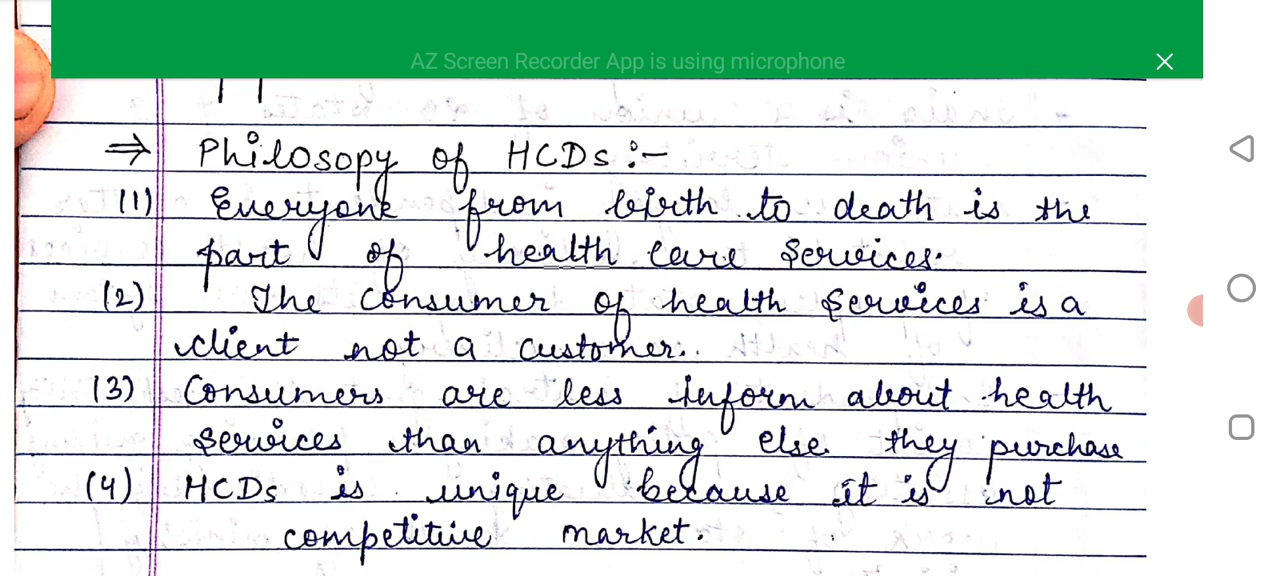 AZ Screen Recorder App is using microphone
⇒ Philosopy of HCDs :-
(1) Everyone from birth to death is the
part of health care services.
(2) The consumer of health services is a
client not a customer.
(3) Consumers are less inform about health
services than anything else they purchase
(4) HCDs is unique because it is not
competitive market.